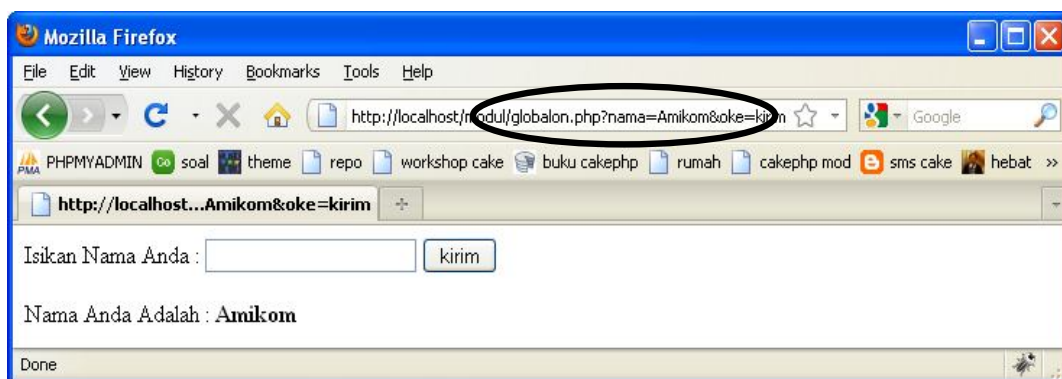 Mozilla Firefox
File Edit View History Bookmarks Tools Help
http://localhost/modul/globalon.php?nama=Amikom&oke=kirim Google
PMA PHPMYADMIN Go soal theme repo workshop cake buku cakephp rumah cakephp mod sms cake hebat »
http://localhost...Amikom&oke=kirim
Isikan Nama Anda : kirim
Nama Anda Adalah : Amikom
Done